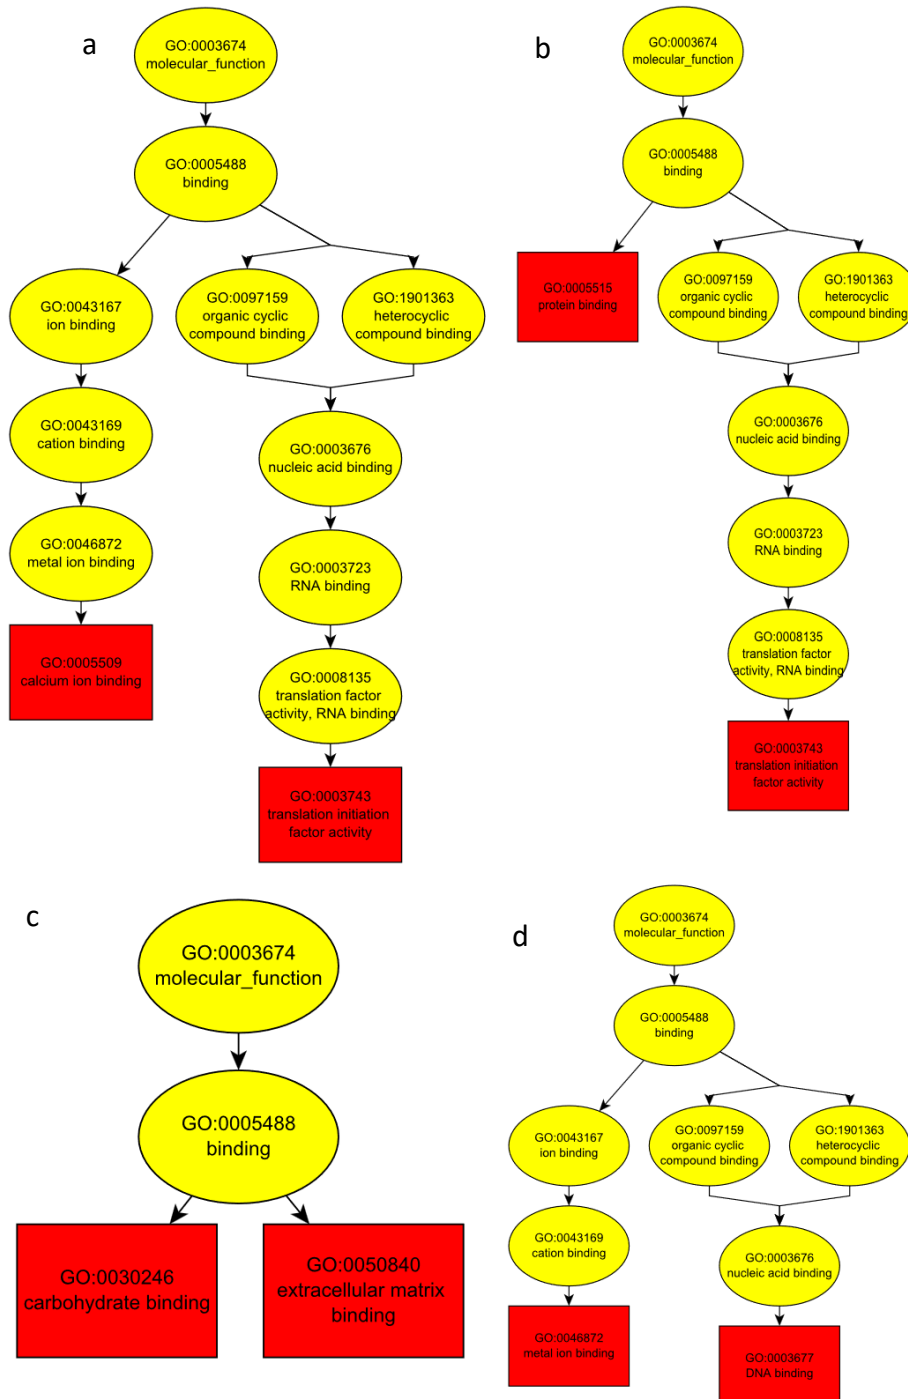 a
GO:0003674
molecular_function
GO:0005488
binding
GO:0043167
ion binding
GO:0097159
organic cyclic
compound binding
GO:1901363
heterocyclic
compound binding
GO:0043169
cation binding
GO:0003676
nucleic acid binding
GO:0046872
metal ion binding
GO:0003723
RNA binding
GO:0005509
calcium ion binding
GO:0008135
translation factor
activity, RNA binding
GO:0003743
translation initiation
factor activity
b
GO:0003674
molecular_function
GO:0005488
binding
GO:0005515
protein binding
GO:0097159
organic cyclic
compound binding
GO:1901363
heterocyclic
compound binding
GO:0003676
nucleic acid binding
GO:0003723
RNA binding
GO:0008135
translation factor
activity, RNA binding
GO:0003743
translation initiation
factor activity
c
GO:0003674
molecular_function
GO:0005488
binding
GO:0030246
carbohydrate binding
GO:0050840
extracellular matrix
binding
d
GO:0003674
molecular_function
GO:0005488
binding
GO:0043167
ion binding
GO:0097159
organic cyclic
compound binding
GO:1901363
heterocyclic
compound binding
GO:0043169
cation binding
GO:0003676
nucleic acid binding
GO:0046872
metal ion binding
GO:0003677
DNA binding